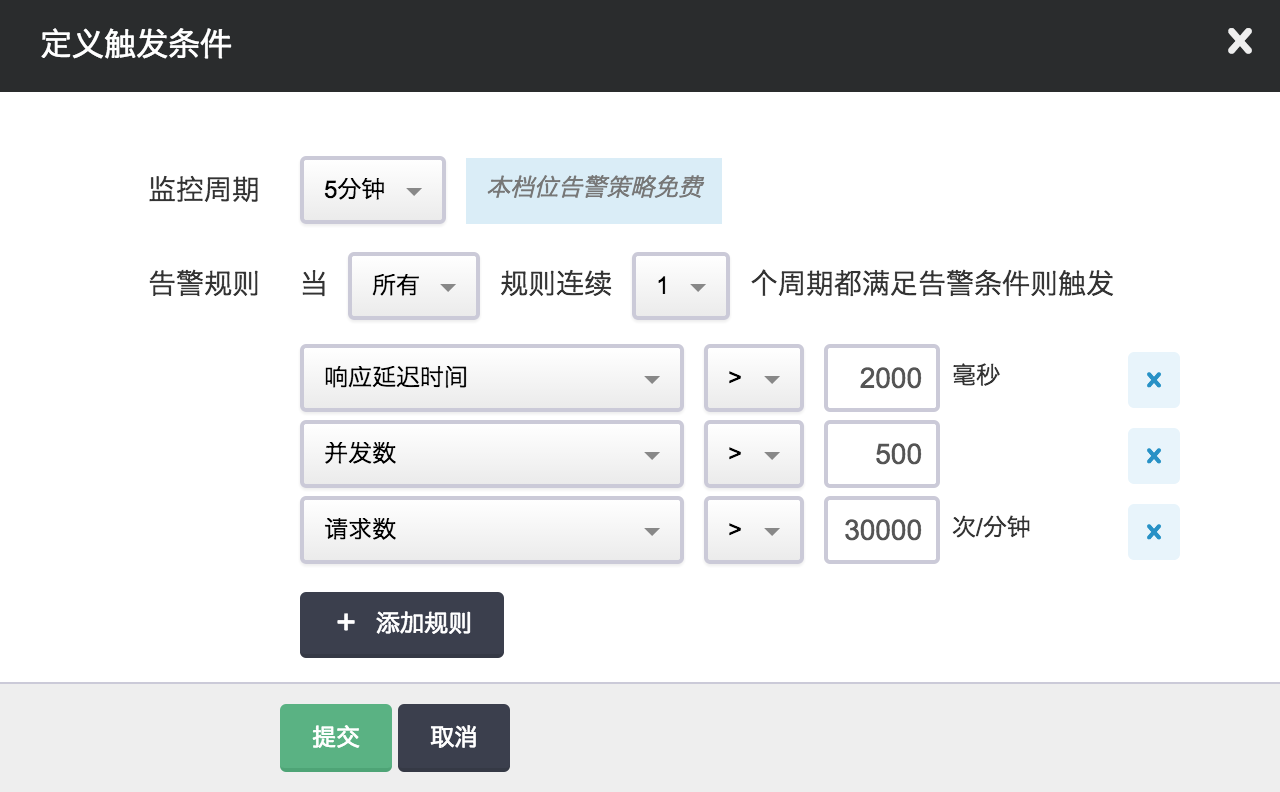 定义触发条件
监控周期 5分钟 本档位告警策略免费
告警规则 当 所有 规则连续 1 个周期都满足告警条件则触发
响应延迟时间 > 2000 毫秒
并发数 > 500
请求数 > 30000 次/分钟
+ 添加规则
提交 取消